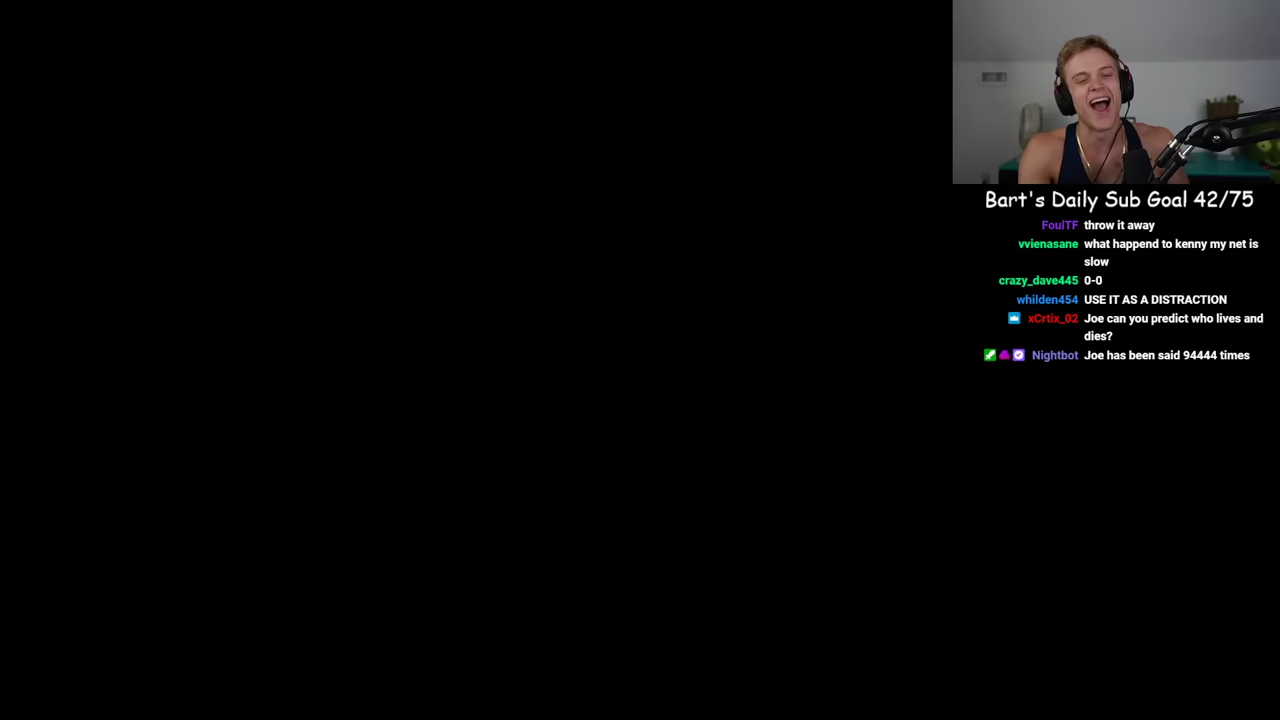 Bart's Daily Sub Goal 42/75
FoulTF throw it away
vvienasane what happend to kenny my net is
slow
crazy_dave445 0-0
whilden454 USE IT AS A DISTRACTION
xCrtix_02 Joe can you predict who lives and
dies?
Nightbot Joe has been said 94444 times